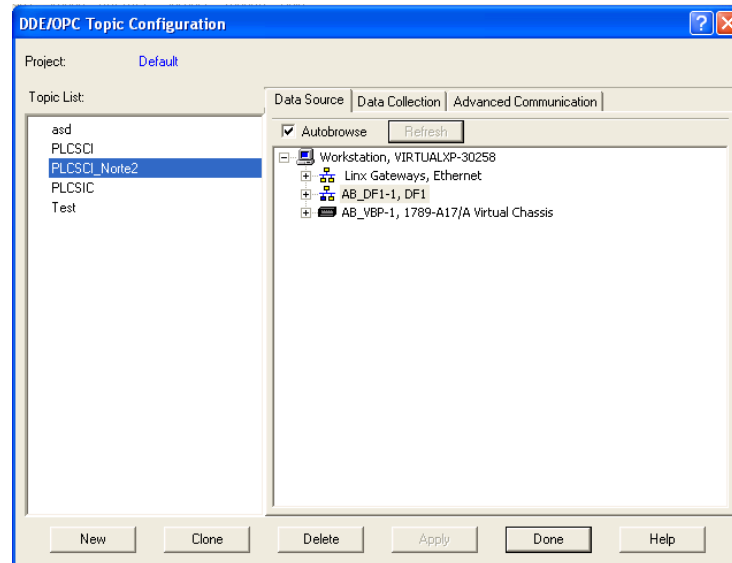 DDE/OPC Topic Configuration
Project: Default
Topic List:
asd
PLCSCI
PLCSCI_Norte2
PLCSIC
Test
Data Source
Data Collection
Advanced Communication
Autobrowse
Refresh
Workstation, VIRTUALXP-30258
Linx Gateways, Ethernet
AB_DF1-1, DF1
AB_VBP-1, 1789-A17/A Virtual Chassis
New
Clone
Delete
Apply
Done
Help